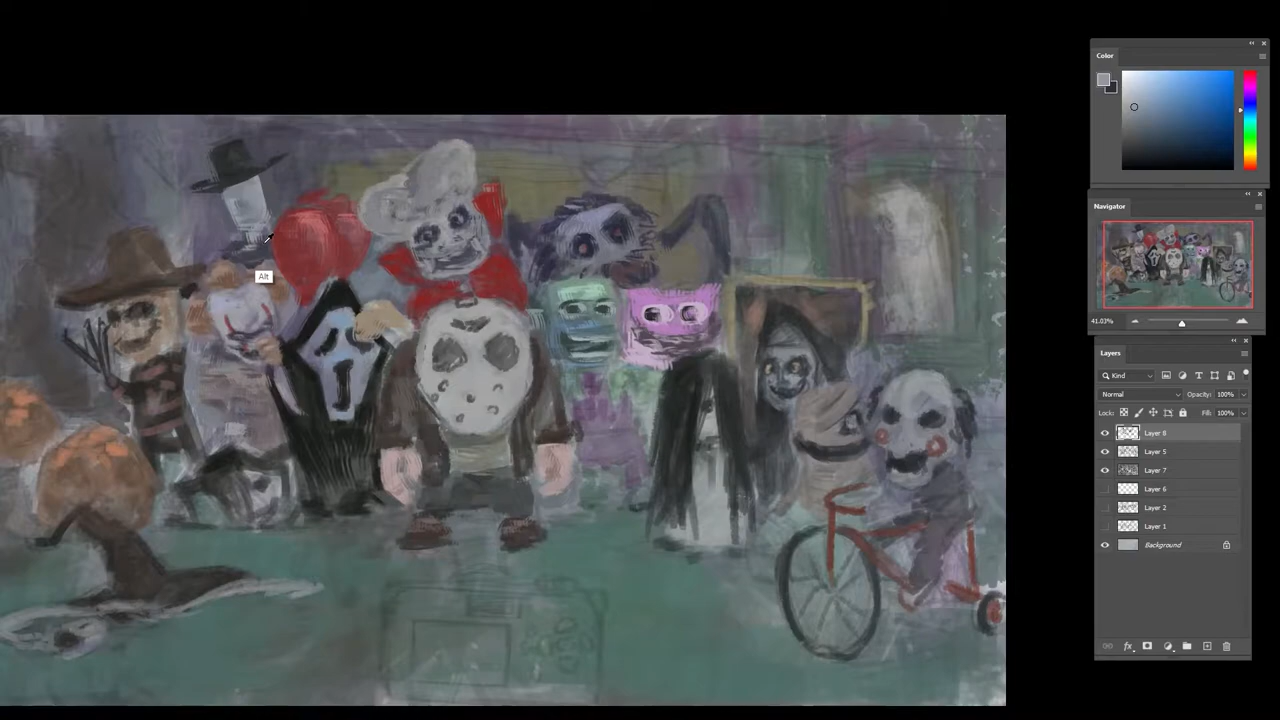 Color
Navigator
41.03%
Layers
Kind
Normal
Opacity: 100%
Lock:
Fill: 100%
Layer 8
Layer 5
Layer 7
Layer 6
Layer 2
Layer 1
Background
fx
Alt